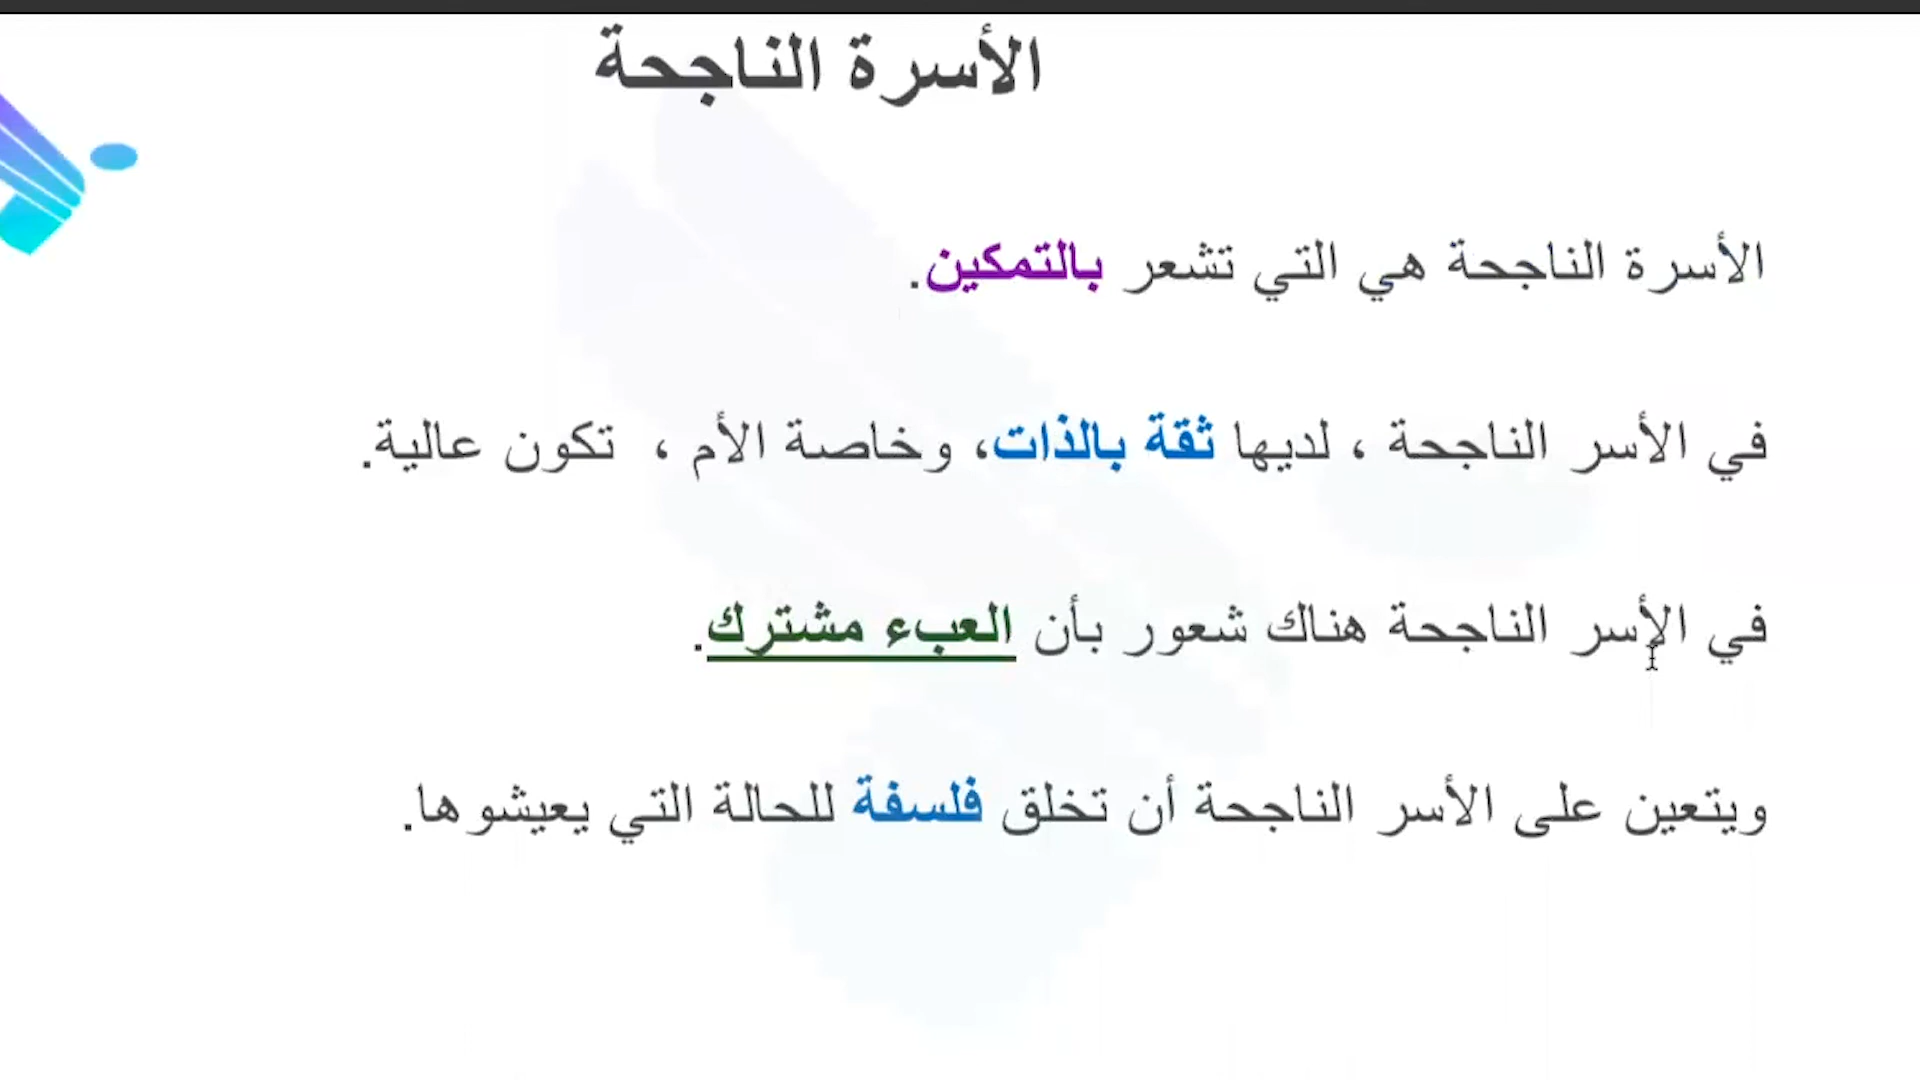 الأسرة الناجحة
الأسرة الناجحة هي التي تشعر بالتمكين.
في الأسر الناجحة ، لديها ثقة بالذات، وخاصة الأم ، تكون عالية.
في الأسر الناجحة هناك شعور بأن العبء مشترك.
ويتعين على الأسر الناجحة أن تخلق فلسفة للحالة التي يعيشوها.